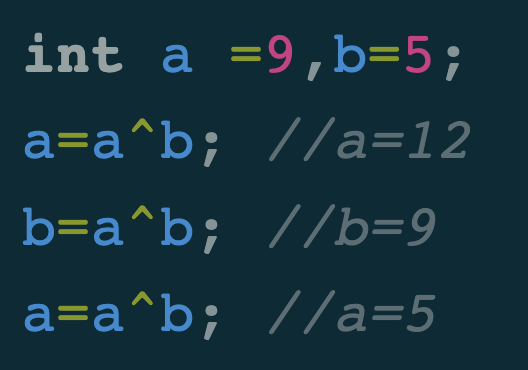 int a =9,b=5;
a=a^b; //a=12
b=a^b; //b=9
a=a^b; //a=5